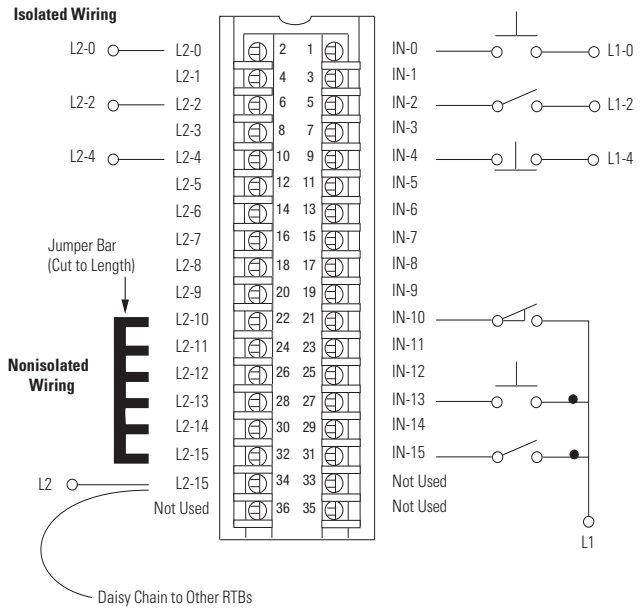 Isolated Wiring
L2-0 L2-0 2 1 IN-0 L1-0
L2-1 4 3 IN-1
L2-2 L2-2 6 5 IN-2 L1-2
L2-3 8 7 IN-3
L2-4 L2-4 10 9 IN-4 L1-4
L2-5 12 11 IN-5
L2-6 14 13 IN-6
L2-7 16 15 IN-7
Jumper Bar
(Cut to Length)
L2-8 18 17 IN-8
L2-9 20 19 IN-9
L2-10 22 21 IN-10
L2-11 24 23 IN-11
Nonisolated
Wiring
L2-12 26 25 IN-12
L2-13 28 27 IN-13
L2-14 30 29 IN-14
L2-15 32 31 IN-15
L2 L2-15 34 33 Not Used
Not Used 36 35 Not Used
L1
Daisy Chain to Other RTBs